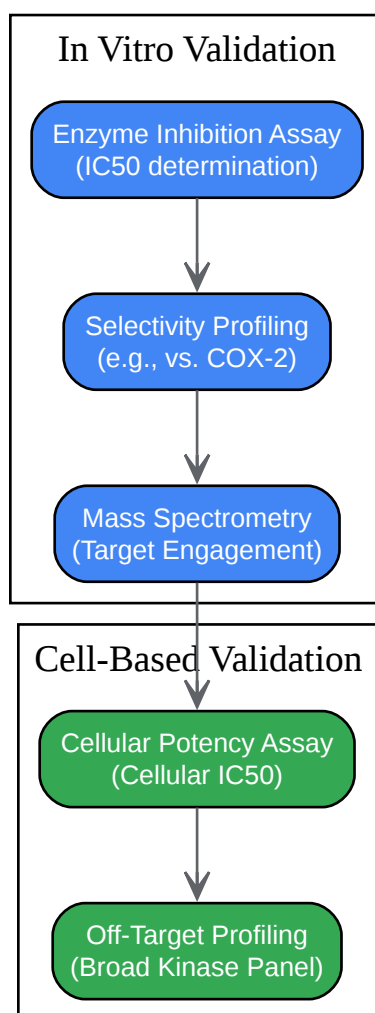 In Vitro Validation
Enzyme Inhibition Assay
(IC50 determination)
Selectivity Profiling
(e.g., vs. COX-2)
Mass Spectrometry
(Target Engagement)
Cell-Based Validation
Cellular Potency Assay
(Cellular IC50)
Off-Target Profiling
(Broad Kinase Panel)